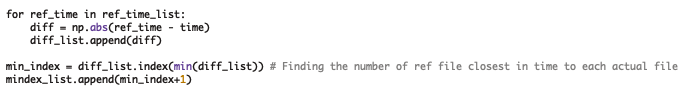 for ref_time in ref_time_list:
    diff = np.abs(ref_time - time)
    diff_list.append(diff)

min_index = diff_list.index(min(diff_list)) # Finding the number of ref file closest in time to each actual file
mindex_list.append(min_index+1)